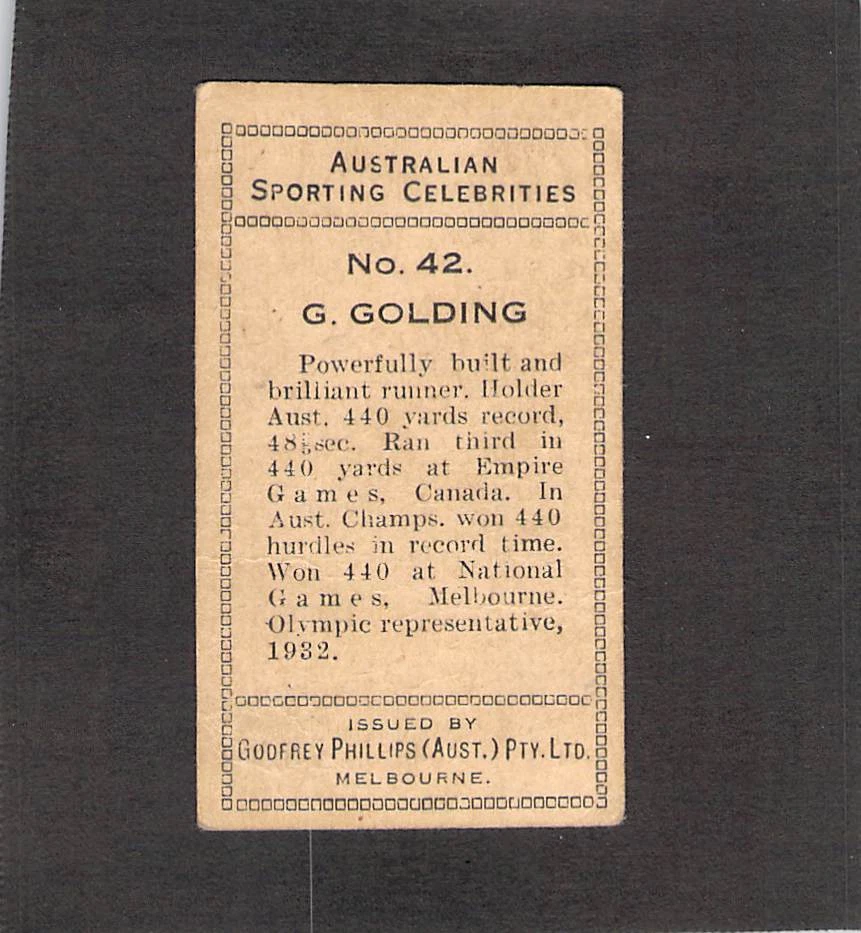 AUSTRALIAN
SPORTING CELEBRITIES
No. 42.
G. GOLDING
Powerfully built and
brilliant runner. Holder
Aust. 440 yards record,
sec. Ran third in
440 yards at Empire
Games, Canada. In
Aust. Champs. won 440
hurdles in record time.
Won 440 at National
Games, Melbourne.
Olympic representative,
1932.
ISSUED BY
GODFREY PHILLIPS (AUST.) PTY. LTD.
MELBOURNE.